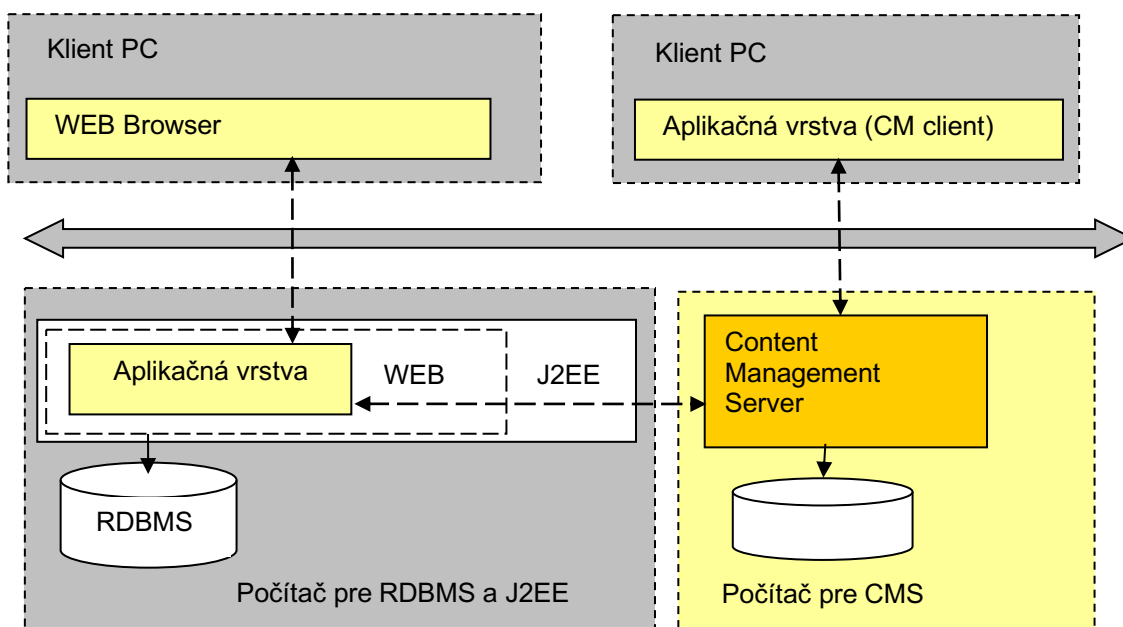 Klient PC
WEB Browser
Klient PC
Aplikačná vrstva (CM client)
Aplikačná vrstva
WEB
J2EE
RDBMS
Počítač pre RDBMS a J2EE
Content
Management
Server
Počítač pre CMS